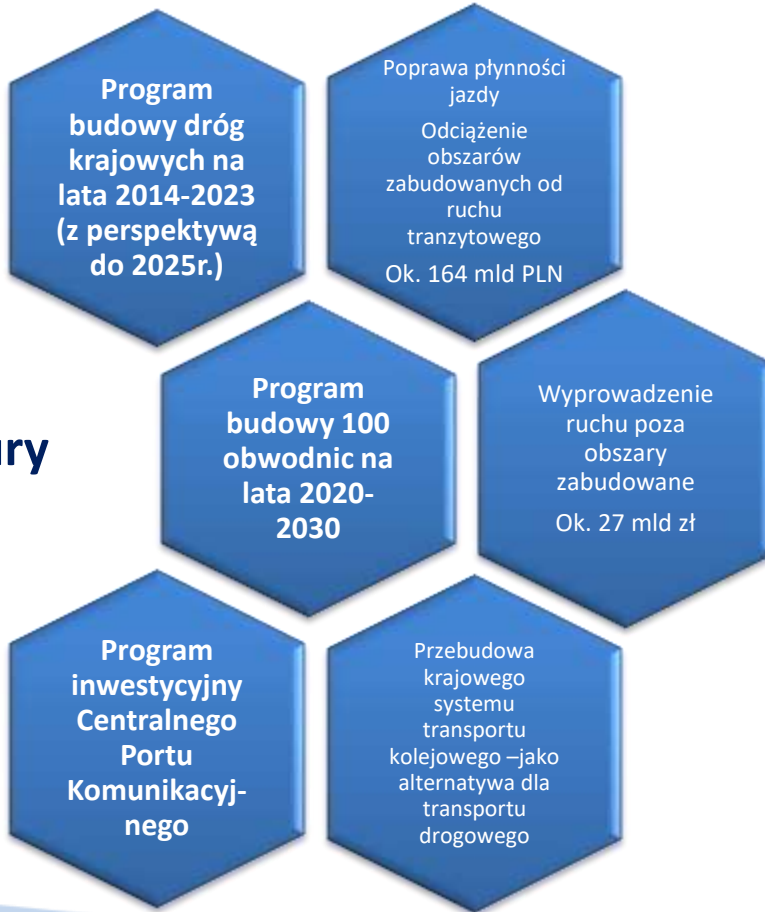 Program
budowy dróg
krajowych na
lata 2014-2023
(z perspektywą
do 2025r.)
Poprawa płynności
jazdy
Odciążenie
obszarów
zabudowanych od
ruchu
tranzytowego
Ok. 164 mld PLN
Program
budowy 100
obwodnic na
lata 2020-
2030
Wyprowadzenie
ruchu poza
obszary
zabudowane
Ok. 27 mld zł
Program
inwestycyjny
Centralnego
Portu
Komunikacyj-
nego
Przebudowa
krajowego
systemu
transportu
kolejowego –jako
alternatywa dla
transportu
drogowego